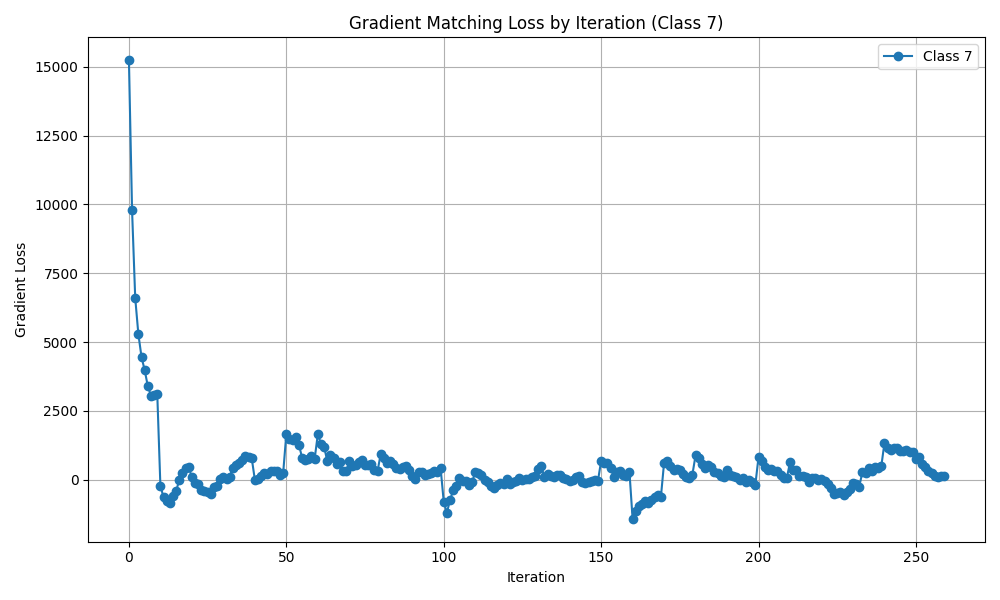 Gradient Matching Loss by Iteration (Class 7)
Class 7
Gradient Loss
15000
12500
10000
7500
5000
2500
0
0 50 100 150 200 250
Iteration